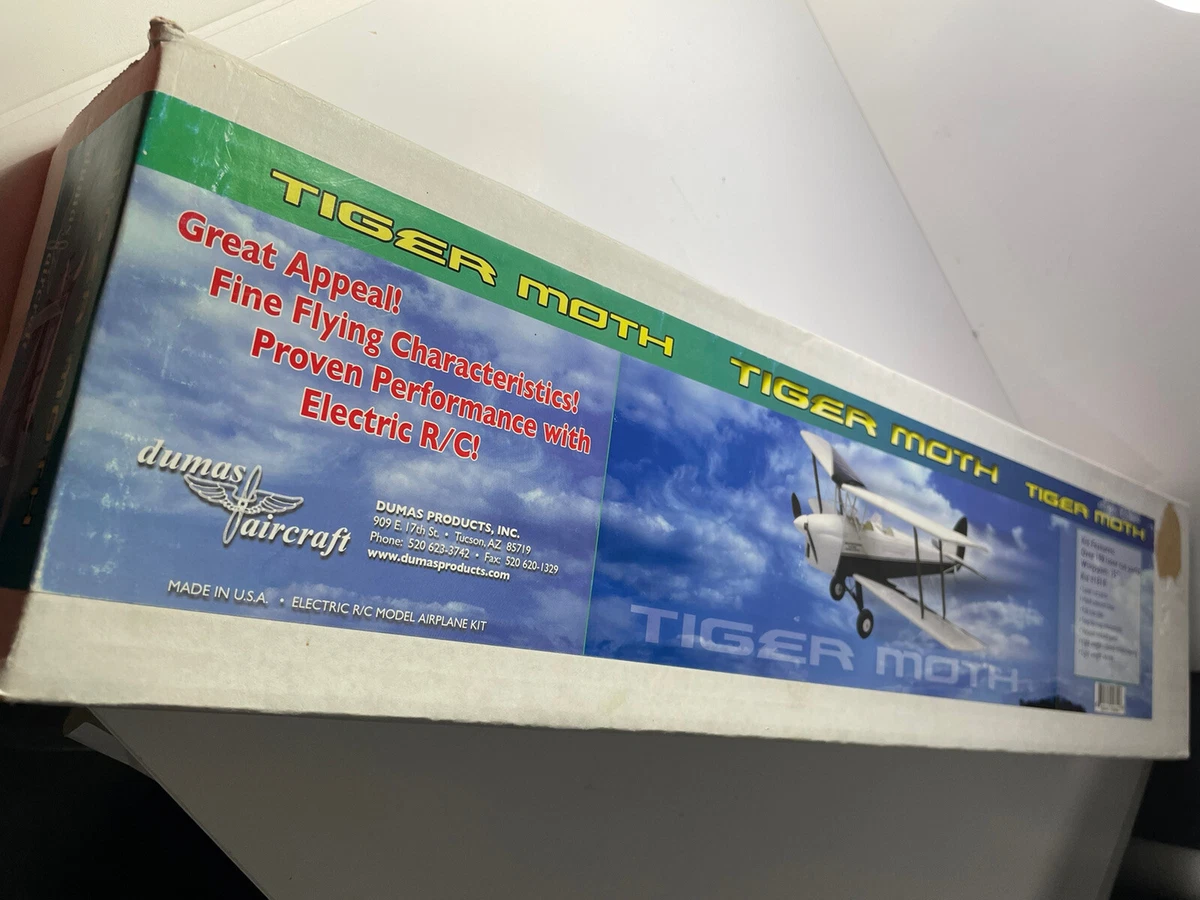 TIGER MOTH TIGER MOTH TIGER MOTH
Great Appeal!
Fine Flying Characteristics!
Proven Performance with
Electric R/C!
dumas
aircraft
DUMAS PRODUCTS, INC.
909 E. 17th St. • Tucson, AZ 85719
Phone: 520 623-3742 • Fax: 520 620-1329
www.dumasproducts.com
MADE IN U.S.A. • ELECTRIC R/C MODEL AIRPLANE KIT
TIGER MOTH
Kit Features: